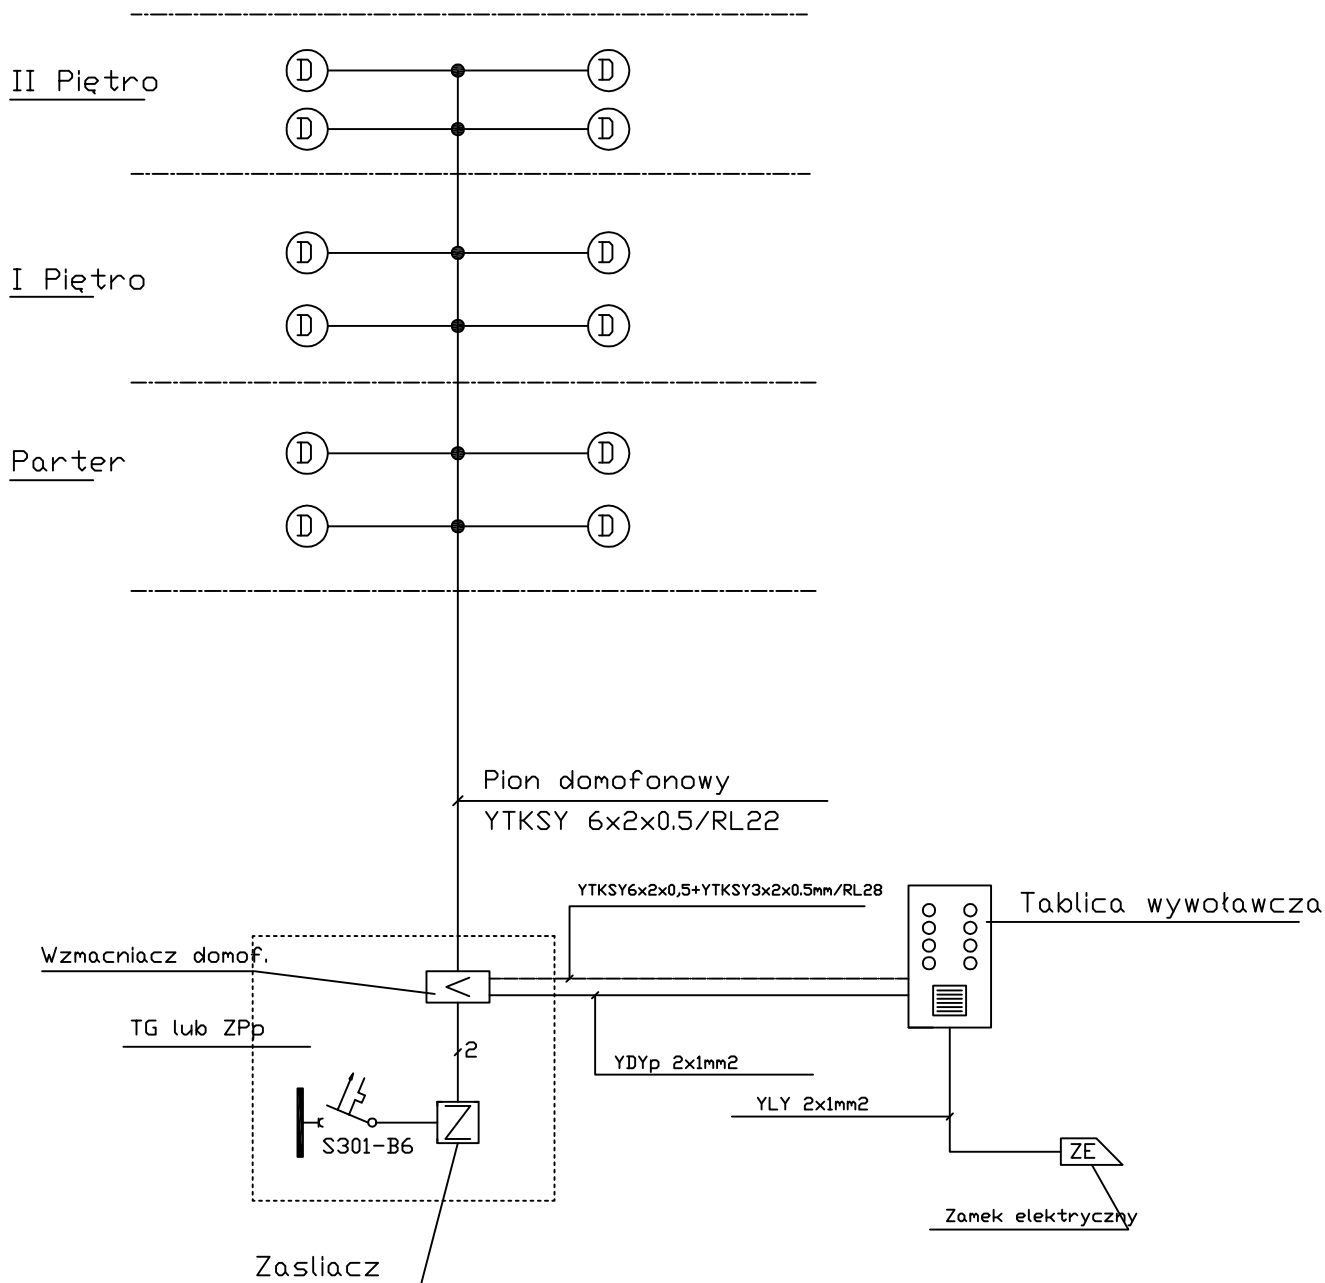 D D
II Piętro
D D
D D
I Piętro
D D
D D
Parter
D D
Pion domofonowy
YTKSY 6x2x0.5/RL22
YTKSY6x2x0,5+YTKSY3x2x0.5mm/RL28
Tablica wywoławcza
Wzmacniacz domof.
TG lub ZPp
2
YDYp 2x1mm2
YLY 2x1mm2
Z
S301-B6
ZE
Zamek elektryczny
Zasliacz